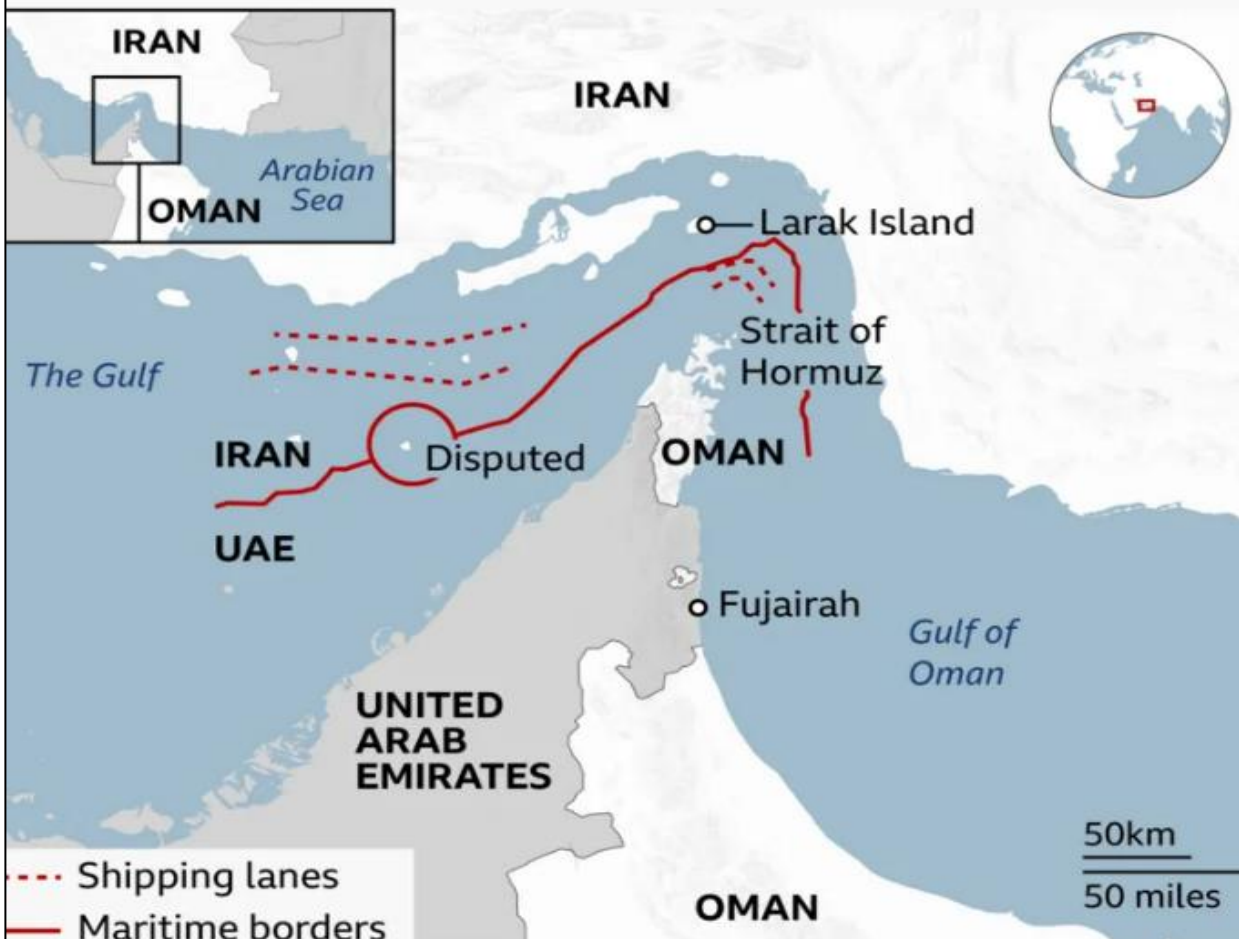 IRAN
Arabian
Sea
OMAN
IRAN
Larak Island
Strait of
Hormuz
The Gulf
IRAN
Disputed
OMAN
UAE
Fujairah
Gulf of
Oman
UNITED
ARAB
EMIRATES
50km
50 miles
Shipping lanes
Maritime borders
OMAN